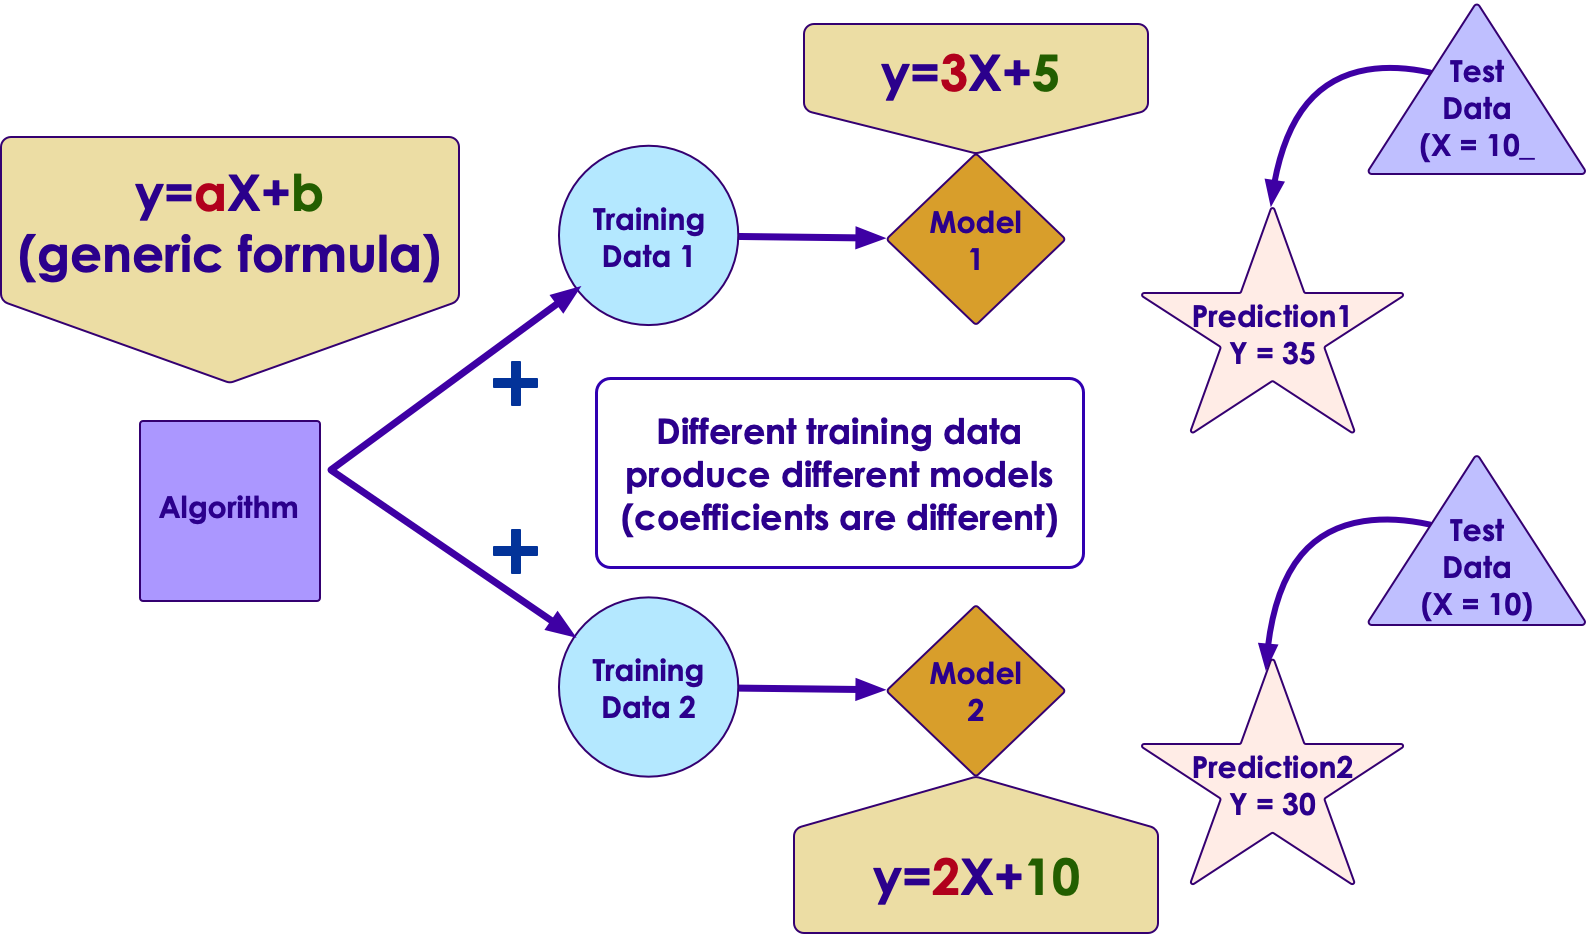 y=aX+b
(generic formula)
Algorithm
Training
Data 1
y=3X+5
Model
1
Test
Data
(X = 10_
Prediction1
Y = 35
+
+
Different training data
produce different models
(coefficients are different)
Training
Data 2
Model
2
y=2X+10
Test
Data
(X = 10)
Prediction2
Y = 30